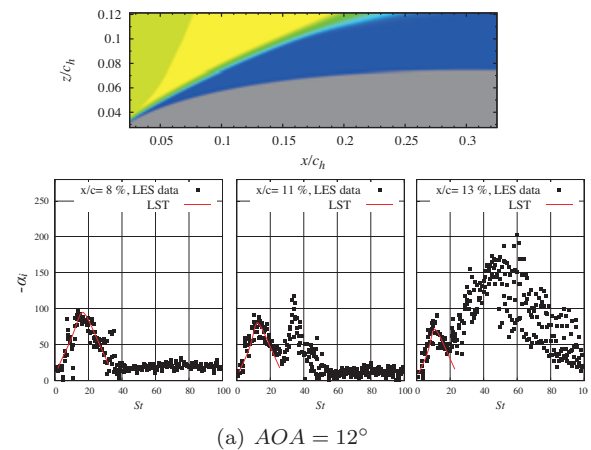 0.12
0.10
0.08
0.06
0.04
z/c_h
0.05 0.1 0.15 0.2 0.25 0.3
x/c_h
x/c= 8 %, LES data
LST
x/c= 11 %, LES data
LST
x/c= 13 %, LES data
LST
250
200
150
100
50
0
-α_i
0 20 40 60 80 100
0 20 40 60 80 100
0 20 40 60 80 10
St St St
(a) AOA = 12°